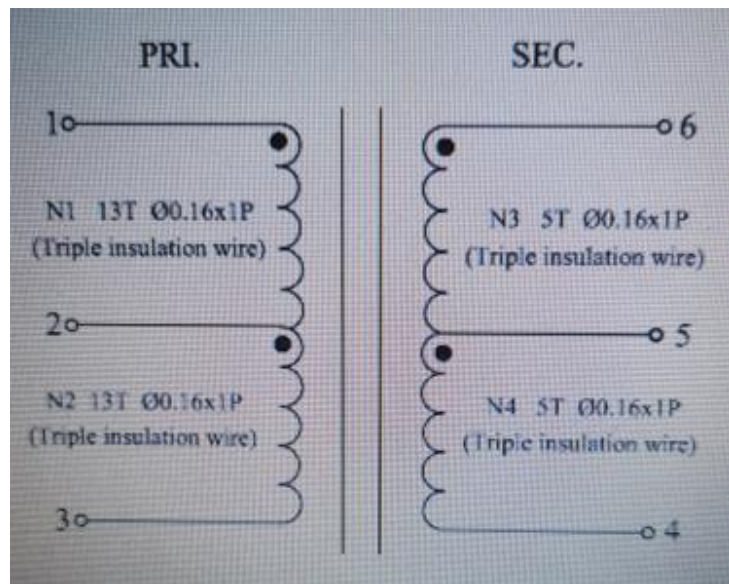 PRI.
SEC.
1
6
N1 13T Ø0.16x1P
(Triple insulation wire)
N3 5T Ø0.16x1P
(Triple insulation wire)
2
5
N2 13T Ø0.16x1P
(Triple insulation wire)
N4 5T Ø0.16x1P
(Triple insulation wire)
3
4